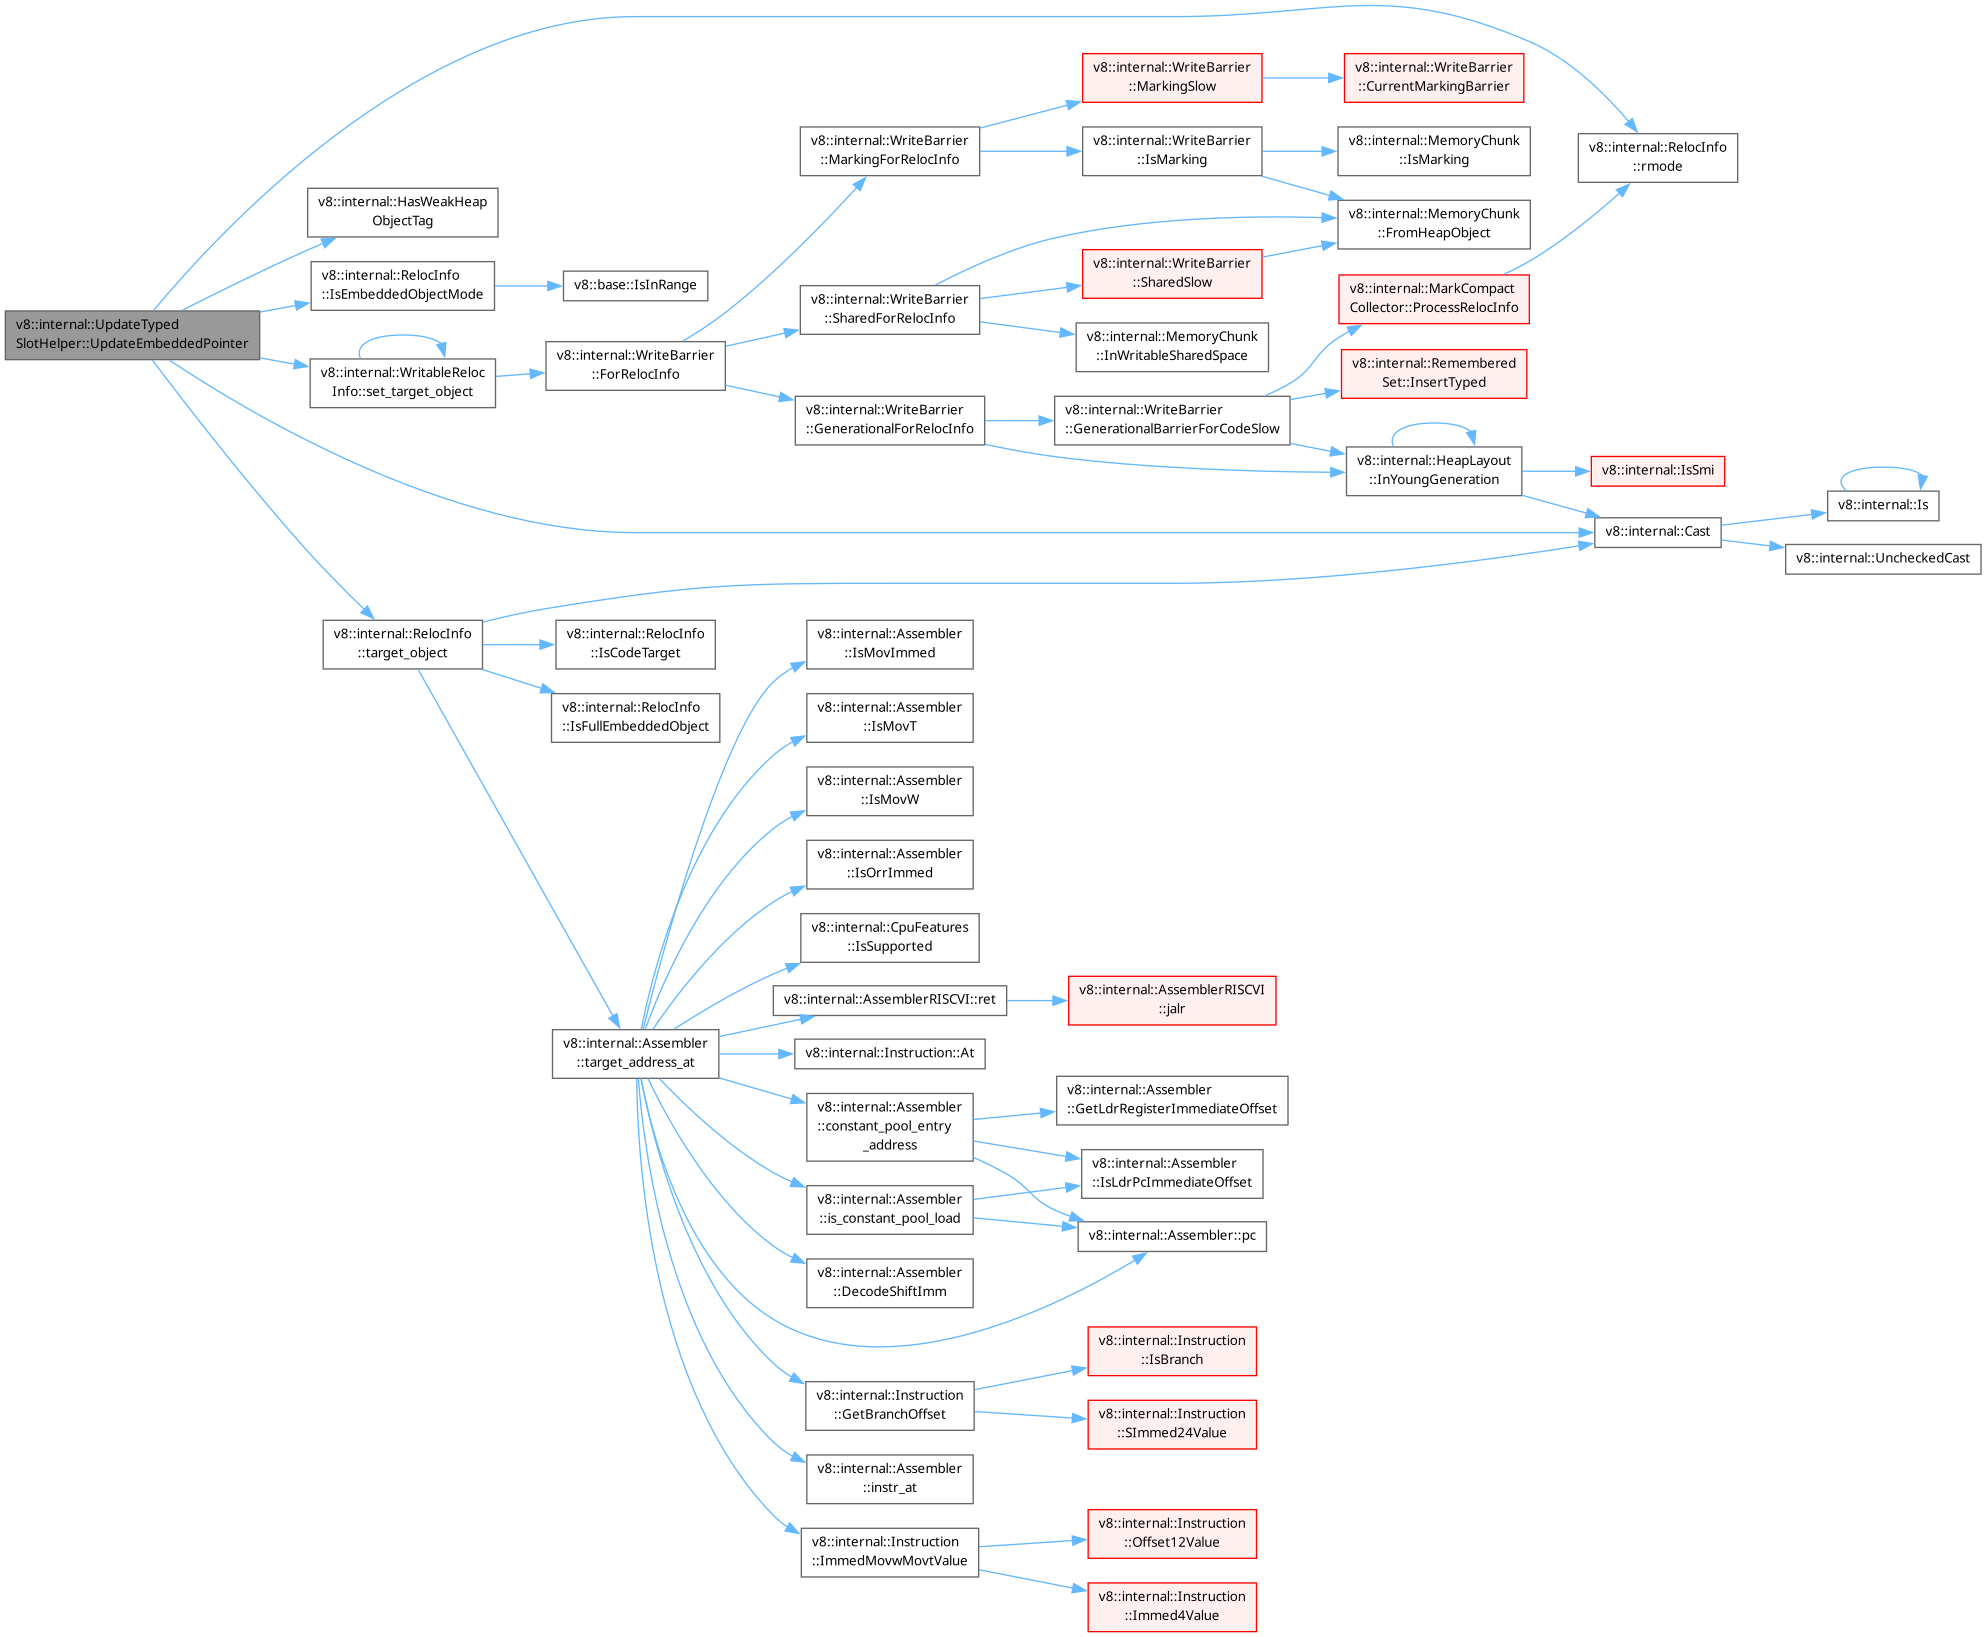 v8::internal::UpdateTyped
SlotHelper::UpdateEmbeddedPointer
v8::internal::HasWeakHeap
ObjectTag
v8::internal::RelocInfo
::IsEmbeddedObjectMode
v8::base::IsInRange
v8::internal::WritableReloc
Info::set_target_object
v8::internal::WriteBarrier
::ForRelocInfo
v8::internal::WriteBarrier
::MarkingForRelocInfo
v8::internal::WriteBarrier
::MarkingSlow
v8::internal::WriteBarrier
::CurrentMarkingBarrier
v8::internal::WriteBarrier
::IsMarking
v8::internal::MemoryChunk
::IsMarking
v8::internal::MemoryChunk
::FromHeapObject
v8::internal::RelocInfo
::rmode
v8::internal::WriteBarrier
::SharedForRelocInfo
v8::internal::WriteBarrier
::SharedSlow
v8::internal::MemoryChunk
::InWritableSharedSpace
v8::internal::MarkCompact
Collector::ProcessRelocInfo
v8::internal::WriteBarrier
::GenerationalForRelocInfo
v8::internal::WriteBarrier
::GenerationalBarrierForCodeSlow
v8::internal::Remembered
Set::InsertTyped
v8::internal::HeapLayout
::InYoungGeneration
v8::internal::IsSmi
v8::internal::Cast
v8::internal::Is
v8::internal::UncheckedCast
v8::internal::RelocInfo
::target_object
v8::internal::RelocInfo
::IsCodeTarget
v8::internal::RelocInfo
::IsFullEmbeddedObject
v8::internal::Assembler
::target_address_at
v8::internal::Assembler
::IsMovImmed
v8::internal::Assembler
::IsMovT
v8::internal::Assembler
::IsMovW
v8::internal::Assembler
::IsOrrImmed
v8::internal::CpuFeatures
::IsSupported
v8::internal::AssemblerRISCVI::ret
v8::internal::AssemblerRISCVI
::jalr
v8::internal::Instruction::At
v8::internal::Assembler
::constant_pool_entry
_address
v8::internal::Assembler
::GetLdrRegisterImmediateOffset
v8::internal::Assembler
::IsLdrPcImmediateOffset
v8::internal::Assembler
::is_constant_pool_load
v8::internal::Assembler::pc
v8::internal::Assembler
::DecodeShiftImm
v8::internal::Instruction
::GetBranchOffset
v8::internal::Instruction
::IsBranch
v8::internal::Instruction
::SImmed24Value
v8::internal::Assembler
::instr_at
v8::internal::Instruction
::ImmedMovwMovtValue
v8::internal::Instruction
::Offset12Value
v8::internal::Instruction
::Immed4Value